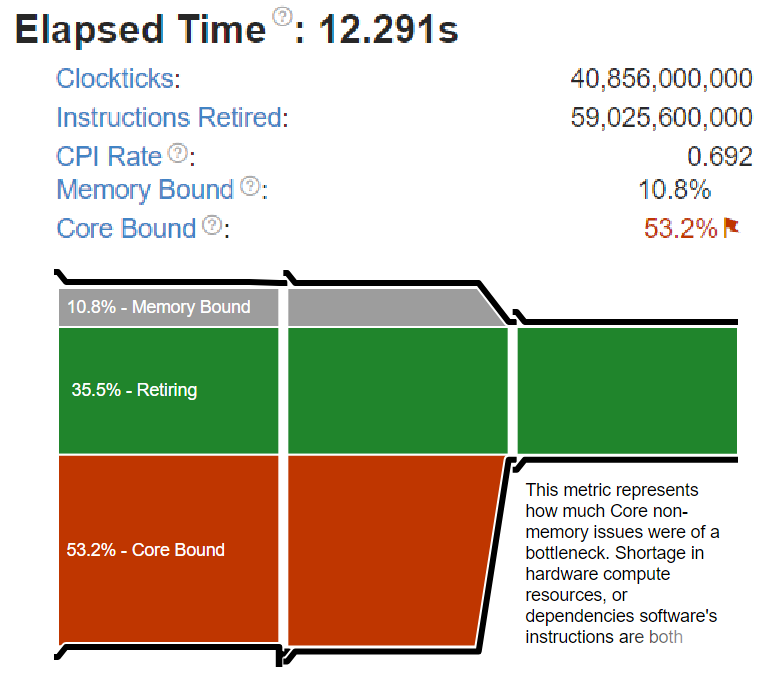 Elapsed Time ?: 12.291s
Clockticks: 40,856,000,000
Instructions Retired: 59,025,600,000
CPI Rate ?: 0.692
Memory Bound ?: 10.8%
Core Bound ?: 53.2%
10.8% - Memory Bound
35.5% - Retiring
53.2% - Core Bound
This metric represents
how much Core non-
memory issues were of a
bottleneck. Shortage in
hardware compute
resources, or
dependencies software's
instructions are both